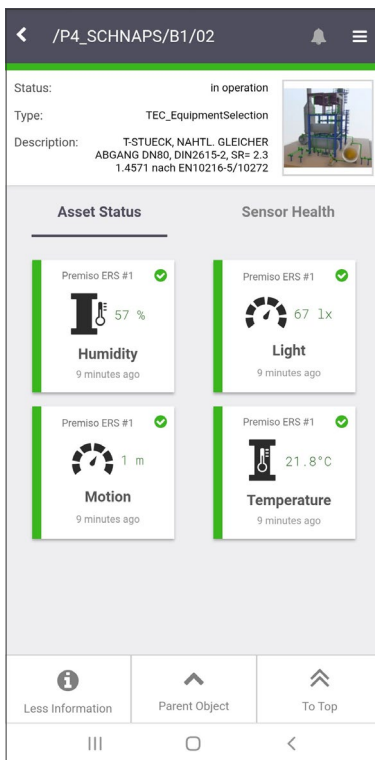 /P4_SCHNAPS/B1/02
Status: in operation
Type: TEC_EquipmentSelection
Description: T-STUECK, NAHTL. GLEICHER
ABGANG DN80, DIN2615-2, SR= 2.3
1.4571 nach EN10216-5/10272
Asset Status Sensor Health
Premiso ERS #1
57 %
Humidity
9 minutes ago
Premiso ERS #1
67 lx
Light
9 minutes ago
Premiso ERS #1
1 m
Motion
9 minutes ago
Premiso ERS #1
21.8°C
Temperature
9 minutes ago
Less Information Parent Object To Top